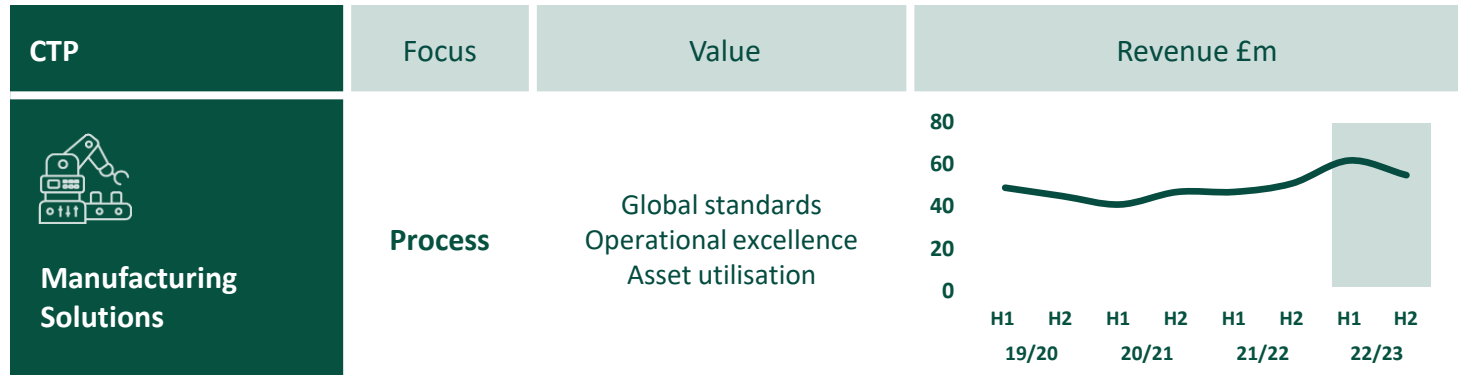 CTP
Focus
Value
Revenue £m
Manufacturing
Solutions
Process
Global standards
Operational excellence
Asset utilisation
80
60
40
20
0
H1 H2 H1 H2 H1 H2 H1 H2
19/20 20/21 21/22 22/23